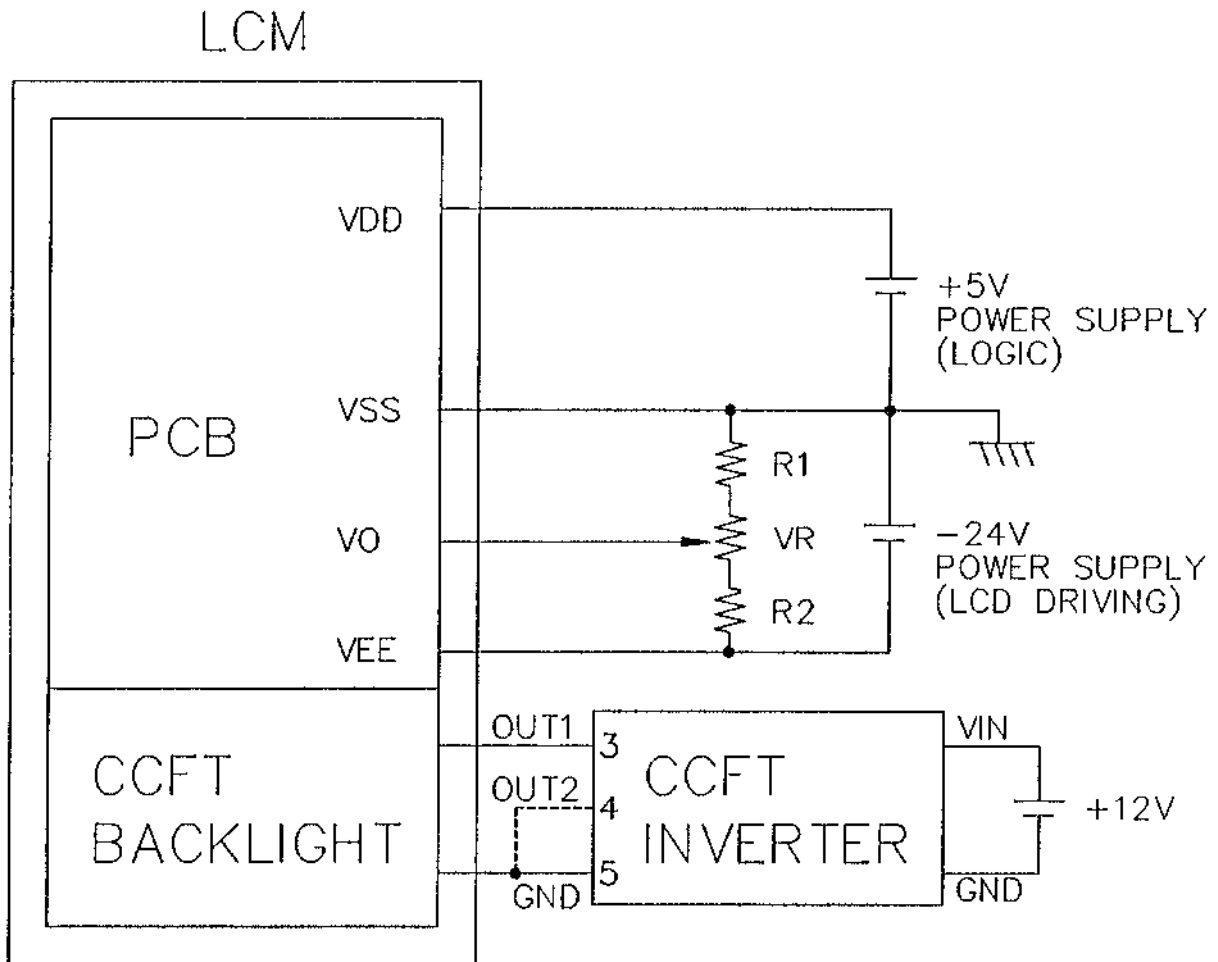 LCM
VDD
+5V
POWER SUPPLY
(LOGIC)
VSS
PCB
R1
VO
VR
-24V
POWER SUPPLY
(LCD DRIVING)
R2
VEE
OUT1
3
VIN
CCFT
BACKLIGHT
OUT2
4
CCFT
INVERTER
+12V
5
GND
GND